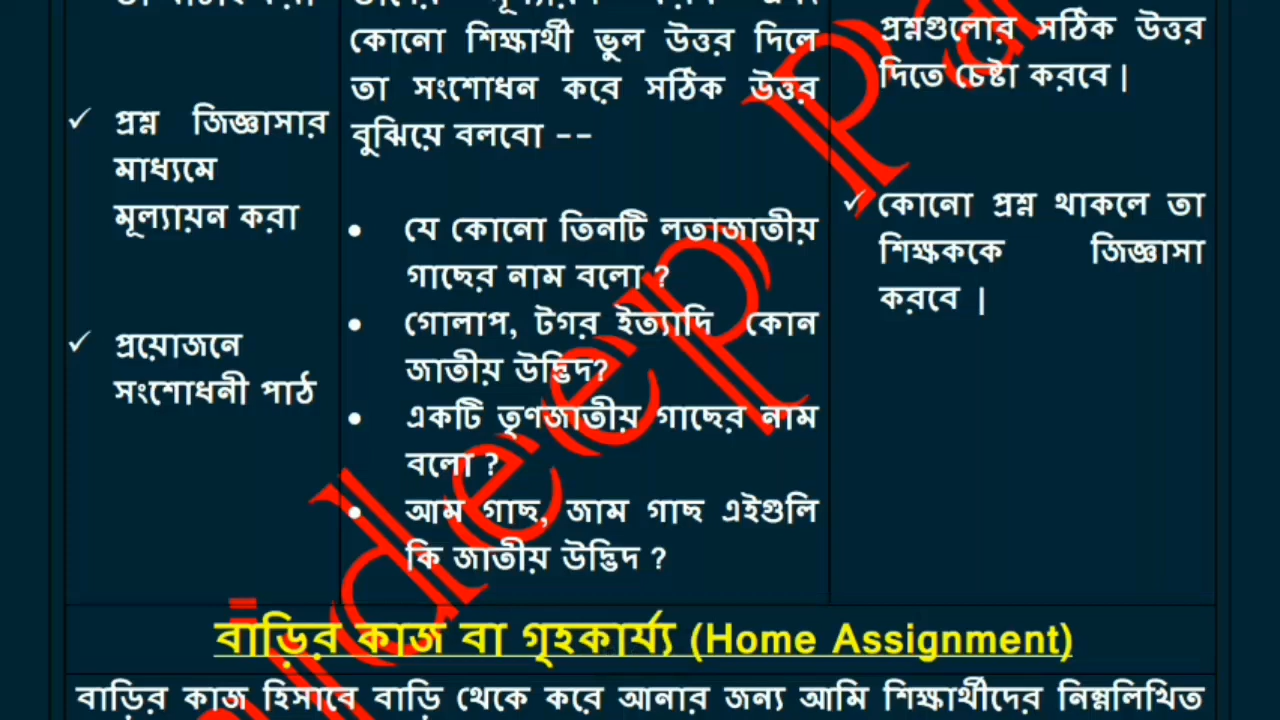 ✓ প্রশ্ন জিজ্ঞাসার
মাধ্যমে
মূল্যায়ন করা
✓ প্রয়োজনে
সংশোধনী পাঠ
কোনো শিক্ষার্থী ভুল উত্তর দিলে
তা সংশোধন করে সঠিক উত্তর
বুঝিয়ে বলবো --
• যে কোনো তিনটি লতাজাতীয়
গাছের নাম বলো ?
• গোলাপ, টগর ইত্যাদি কোন
জাতীয় উদ্ভিদ?
• একটি তৃণজাতীয় গাছের নাম
বলো ?
• আম গাছ, জাম গাছ এইগুলি
কি জাতীয় উদ্ভিদ ?
প্রশ্নগুলোর সঠিক উত্তর
দিতে চেষ্টা করবে |
✓ কোনো প্রশ্ন থাকলে তা
শিক্ষককে জিজ্ঞাসা
করবে |
বাড়ির কাজ বা গৃহকার্য্য (Home Assignment)
বাড়ির কাজ হিসাবে বাড়ি থেকে করে আনার জন্য আমি শিক্ষার্থীদের নিম্নলিখিত